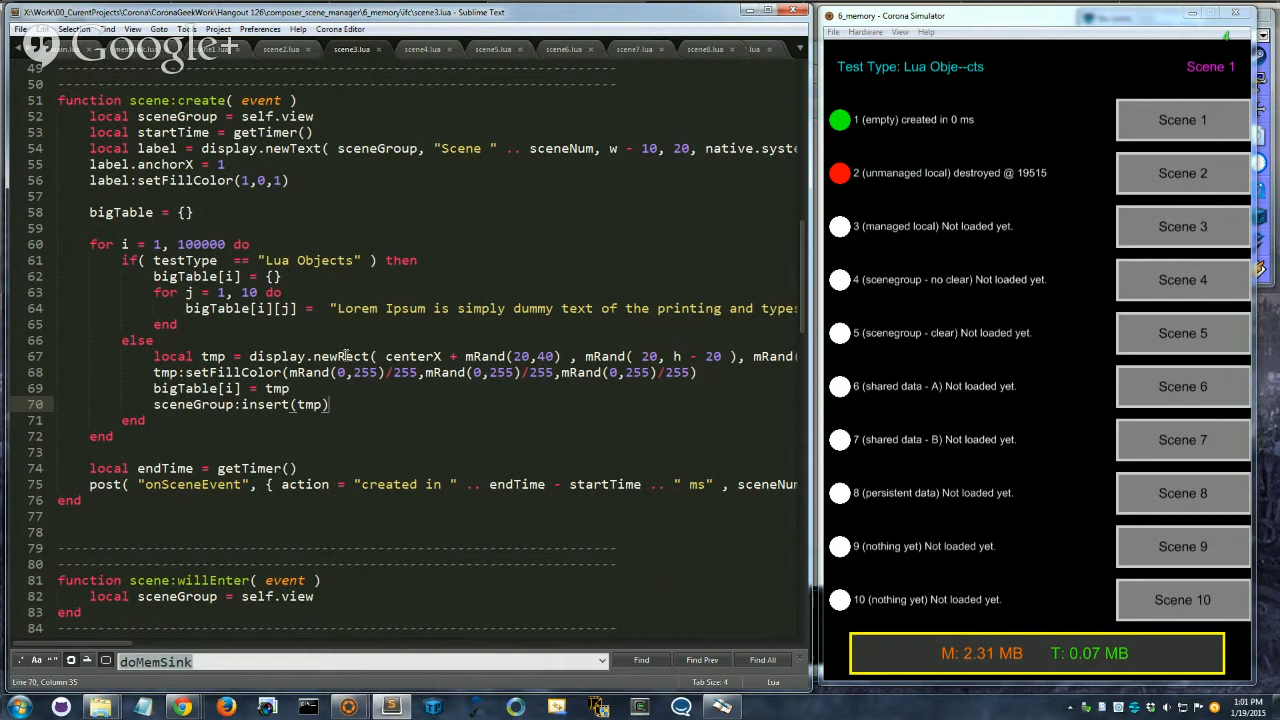 X:\Work\00_CurentProjects\Corona\CoronaGeekWork\Hangout 126\composer_scene_manager\6_memory\ifc\scene3.lua - Sublime Text
File Edit Selection Find View Goto Tools Project Preferences Help Corona Editor
Hangouts
Google+
scene2.lua × scene3.lua × scene4.lua × scene5.lua × scene6.lua × scene7.lua × scene8.lua × .lua ×
49 ----------------------------------------------------------------------
50 ----------------------------------------------------------------------
51 function scene:create( event )
52 local sceneGroup = self.view
53 local startTime = getTimer()
54 local label = display.newText( sceneGroup, "Scene " .. sceneNum, w - 10, 20, native.syste
55 label.anchorX = 1
56 label:setFillColor(1,0,1)
57
58 bigTable = {}
59
60 for i = 1, 100000 do
61 if( testType == "Lua Objects" ) then
62 bigTable[i] = {}
63 for j = 1, 10 do
64 bigTable[i][j] = "Lorem Ipsum is simply dummy text of the printing and types
65 end
66 else
67 local tmp = display.newRect( centerX + mRand(20,40) , mRand( 20, h - 20 ), mRand(
68 tmp:setFillColor(mRand(0,255)/255,mRand(0,255)/255,mRand(0,255)/255)
69 bigTable[i] = tmp
70 sceneGroup:insert(tmp)
71 end
72 end
73
74 local endTime = getTimer()
75 post( "onSceneEvent", { action = "created in " .. endTime - startTime .. " ms" , sceneNum
76 end
77
78
79 ----------------------------------------------------------------------
80 ----------------------------------------------------------------------
81 function scene:willEnter( event )
82 local sceneGroup = self.view
83 end
84 ----------------------------------------------------------------------
.* Aa "" doMemSink Find Find Prev Find All
Line 70, Column 35 Tab Size: 4 Lua
6_memory - Corona Simulator
File Hardware View Help
4
Test Type: Lua Obje--cts Scene 1
1 (empty) created in 0 ms Scene 1
2 (unmanaged local) destroyed @ 19515 Scene 2
3 (managed local) Not loaded yet. Scene 3
4 (scenegroup - no clear) Not loaded yet. Scene 4
5 (scenegroup - clear) Not loaded yet. Scene 5
6 (shared data - A) Not loaded yet. Scene 6
7 (shared data - B) Not loaded yet. Scene 7
8 (persistent data) Not loaded yet. Scene 8
9 (nothing yet) Not loaded yet. Scene 9
10 (nothing yet) Not loaded yet. Scene 10
M: 2.31 MB T: 0.07 MB
1:01 PM
1/19/2015